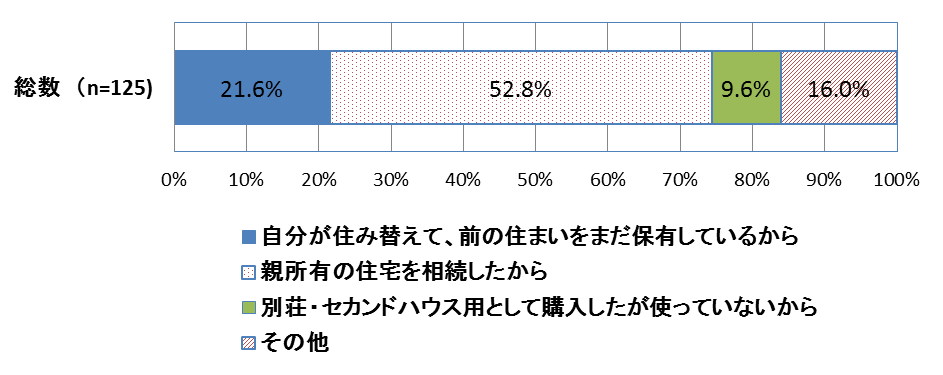 総数 （n=125)
21.6% 52.8% 9.6% 16.0%
0% 10% 20% 30% 40% 50% 60% 70% 80% 90% 100%
自分が住み替えて、前の住まいをまだ保有しているから
親所有の住宅を相続したから
別荘・セカンドハウス用として購入したが使っていないから
その他